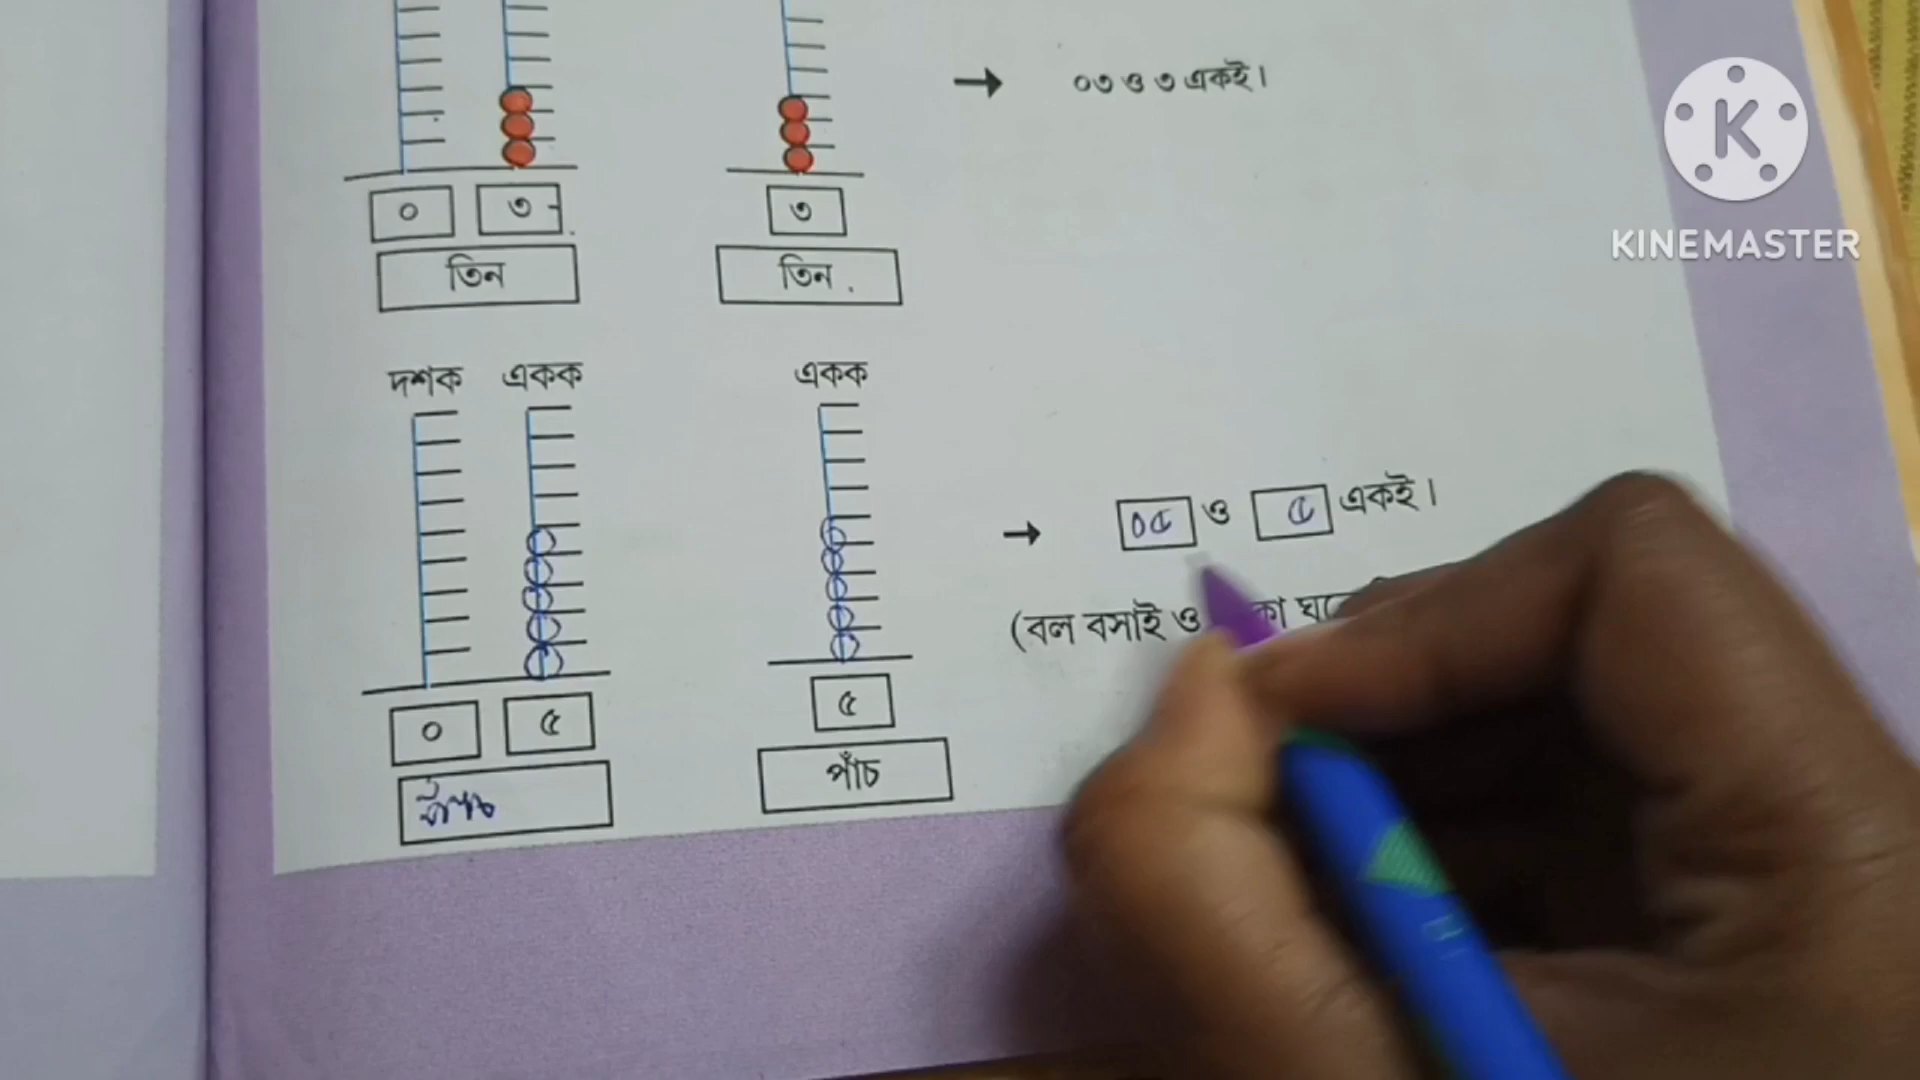 ০৩ ও ৩ একই।
K
KINEMASTER
০ ৩ ৩
তিন তিন
দশক একক একক
→ ০৫ ও ৫ একই।
(বল বসাই ও
০ ৫ ৫
পাঁচ পাঁচ